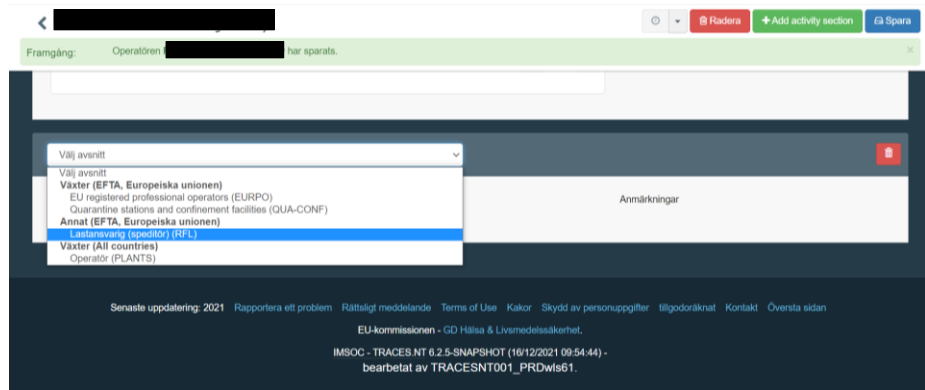 Radera
+Add activity section
Spara
Framgång: Operatören har sparats. ×
Välj avsnitt
Välj avsnitt
Växter (EFTA, Europeiska unionen)
EU registered professional operators (EURPO)
Quarantine stations and confinement facilities (QUA-CONF)
Annat (EFTA, Europeiska unionen)
Lastansvarig (speditör) (RFL)
Växter (All countries)
Operatör (PLANTS)
Anmärkningar
Senaste uppdatering: 2021 Rapportera ett problem Rättsligt meddelande Terms of Use Kakor Skydd av personuppgifter tillgodoräknat Kontakt Översta sidan
EU-kommissionen - GD Hälsa & Livsmedelssäkerhet.
IMSOC - TRACES.NT 6.2.5-SNAPSHOT (16/12/2021 09:54:44) -
bearbetat av TRACESNT001_PRDwls61.